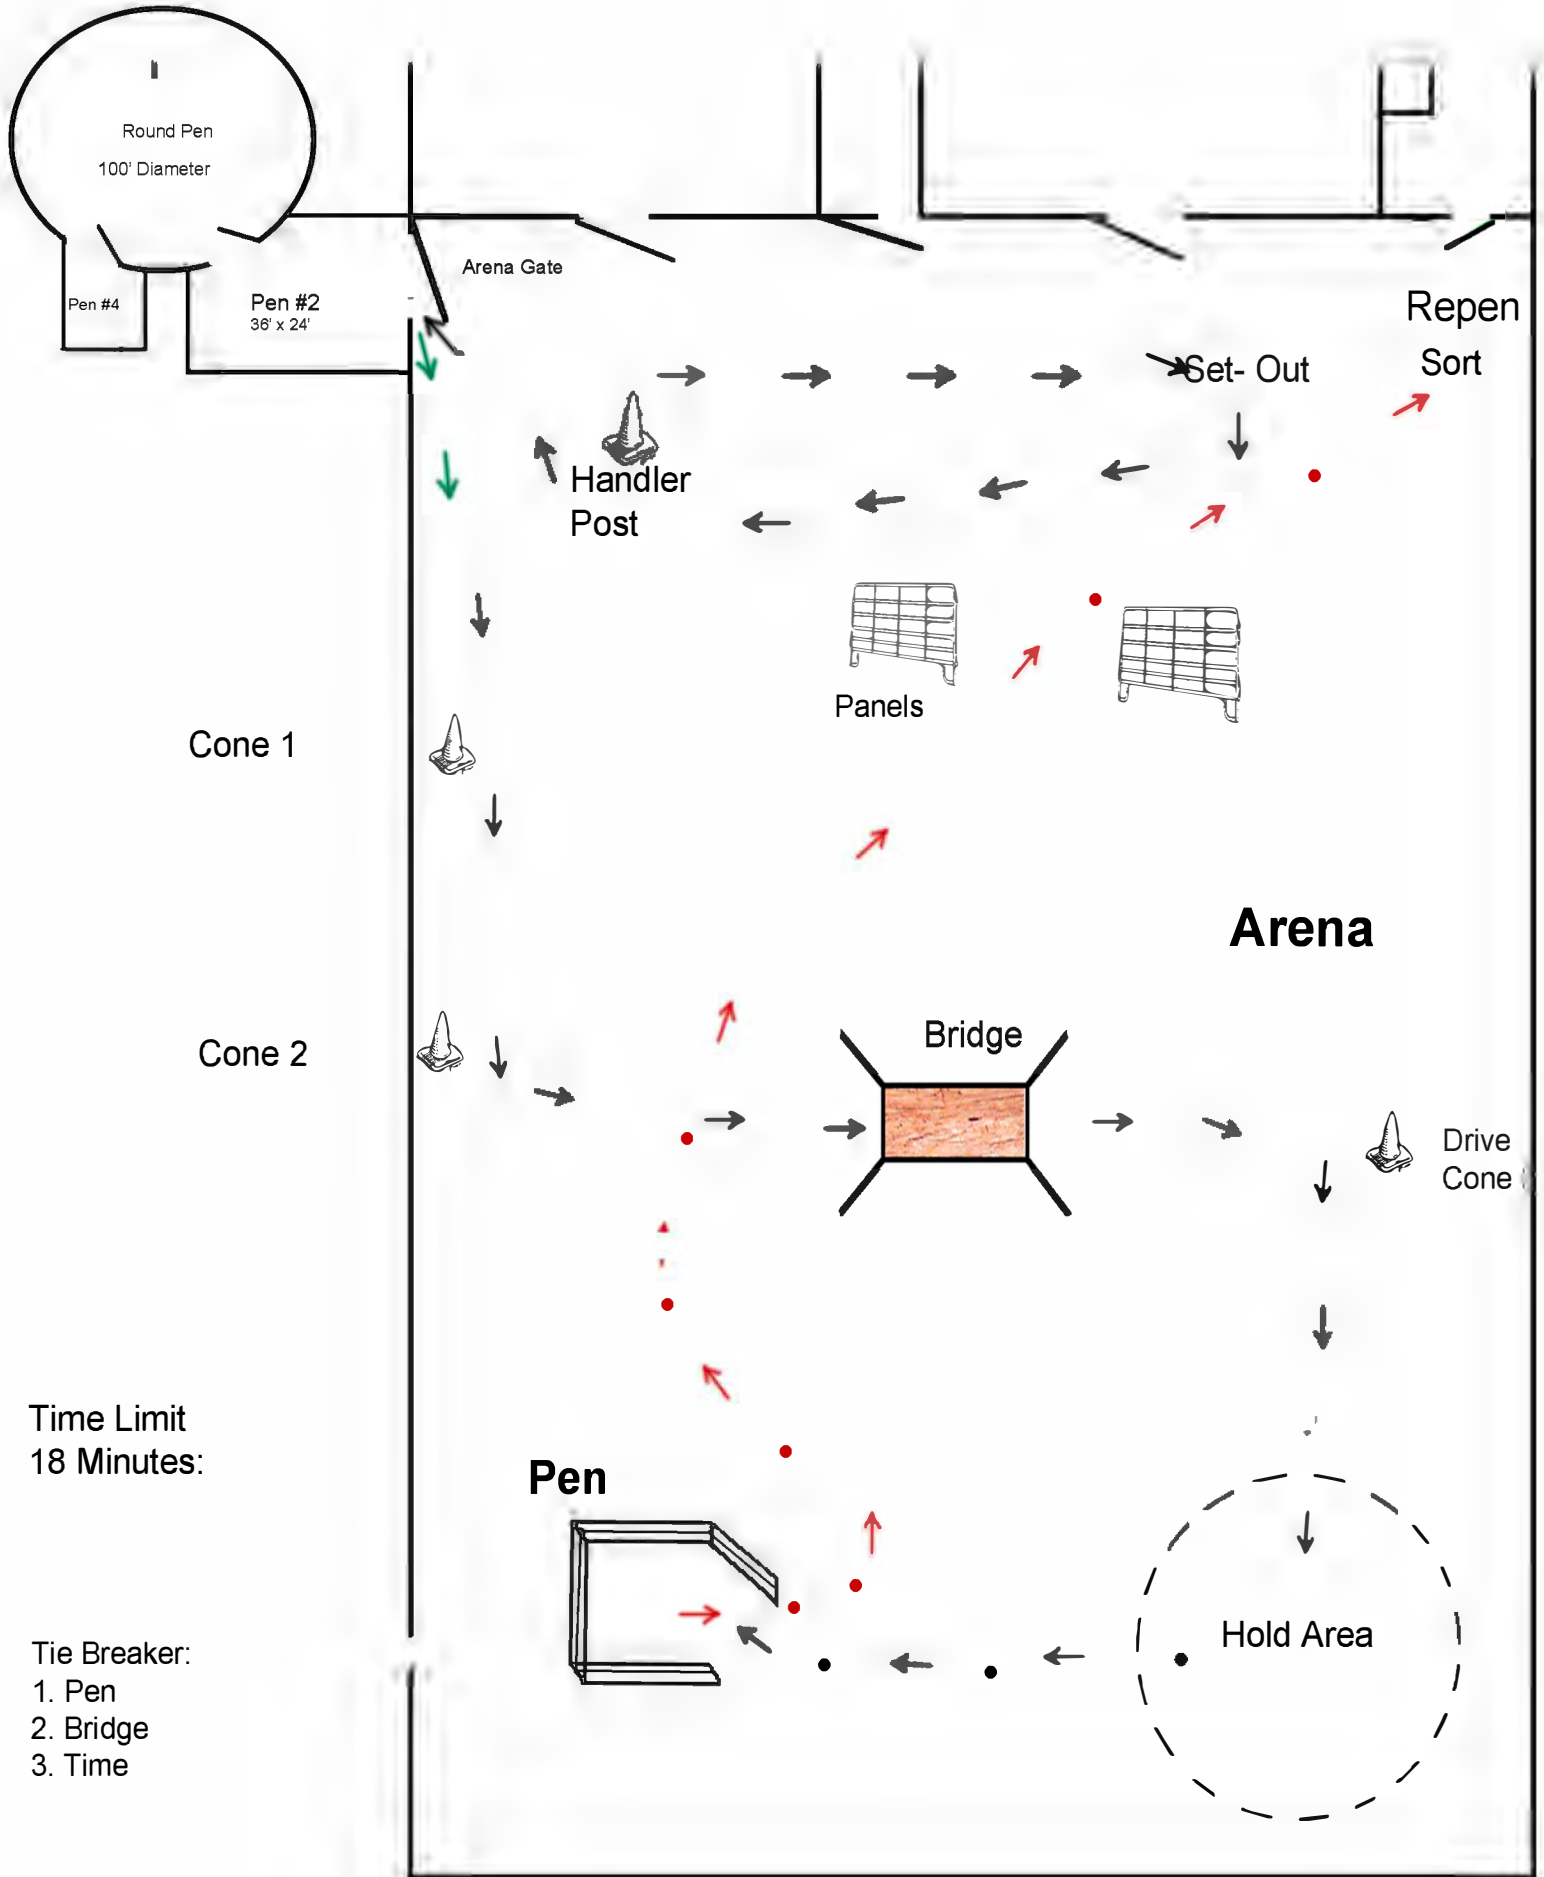 Round Pen
100' Diameter
Arena Gate
Pen #4
Pen #2
36' x 24'
Repen
Sort
Set- Out
Handler
Post
Panels
Cone 1
Arena
Bridge
Cone 2
Drive
Cone
Time Limit
18 Minutes:
Pen
Hold Area
Tie Breaker:
1. Pen
2. Bridge
3. Time